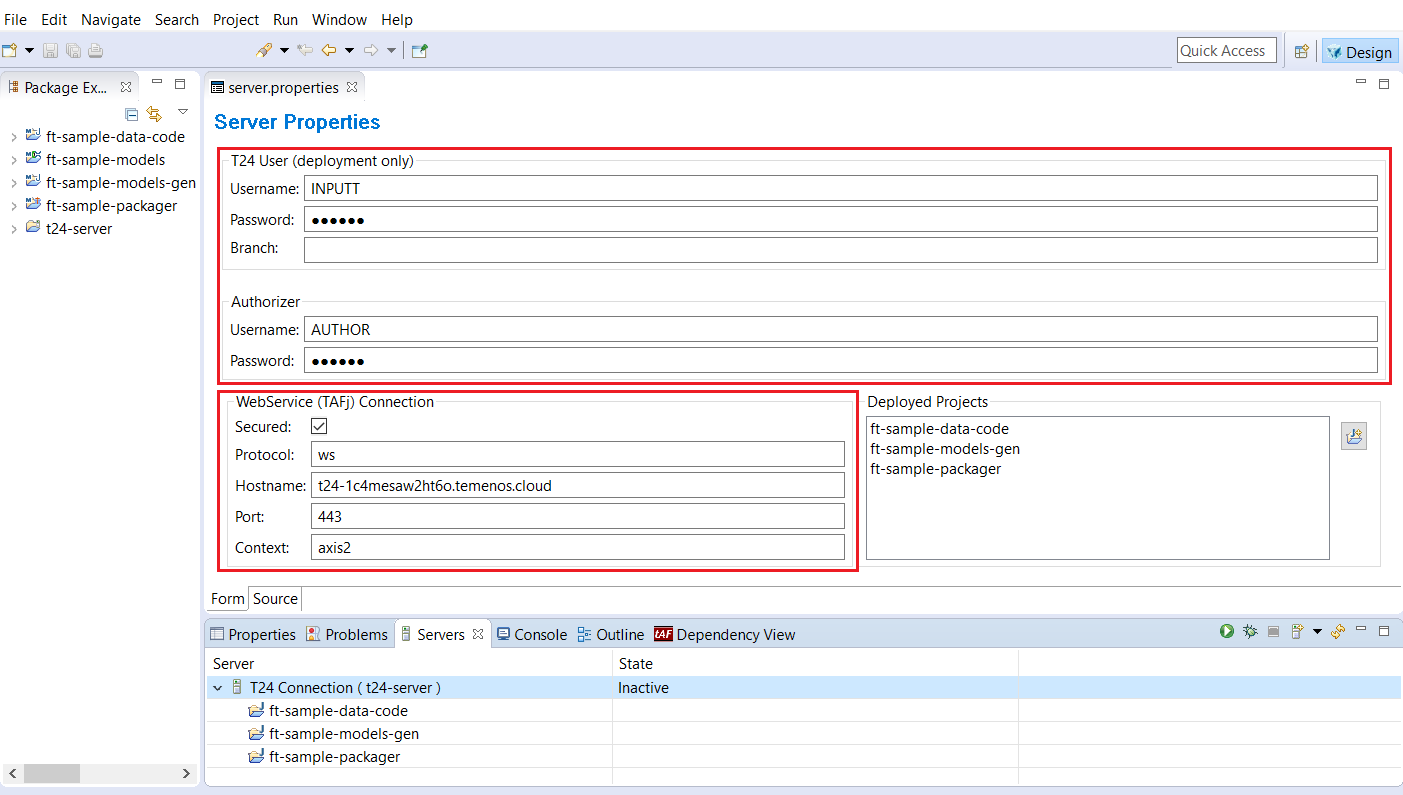 File Edit Navigate Search Project Run Window Help
Quick Access
Design
Package Ex...
ft-sample-data-code
ft-sample-models
ft-sample-models-gen
ft-sample-packager
t24-server
server.properties
Server Properties
T24 User (deployment only)
Username: INPUTT
Password: ●●●●●●
Branch:
Authorizer
Username: AUTHOR
Password: ●●●●●●
WebService (TAFj) Connection
Secured:
Protocol: ws
Hostname: t24-1c4mesaw2ht6o.temenos.cloud
Port: 443
Context: axis2
Deployed Projects
ft-sample-data-code
ft-sample-models-gen
ft-sample-packager
Form Source
Properties Problems Servers Console Outline tAF Dependency View
Server State
T24 Connection ( t24-server ) Inactive
ft-sample-data-code
ft-sample-models-gen
ft-sample-packager